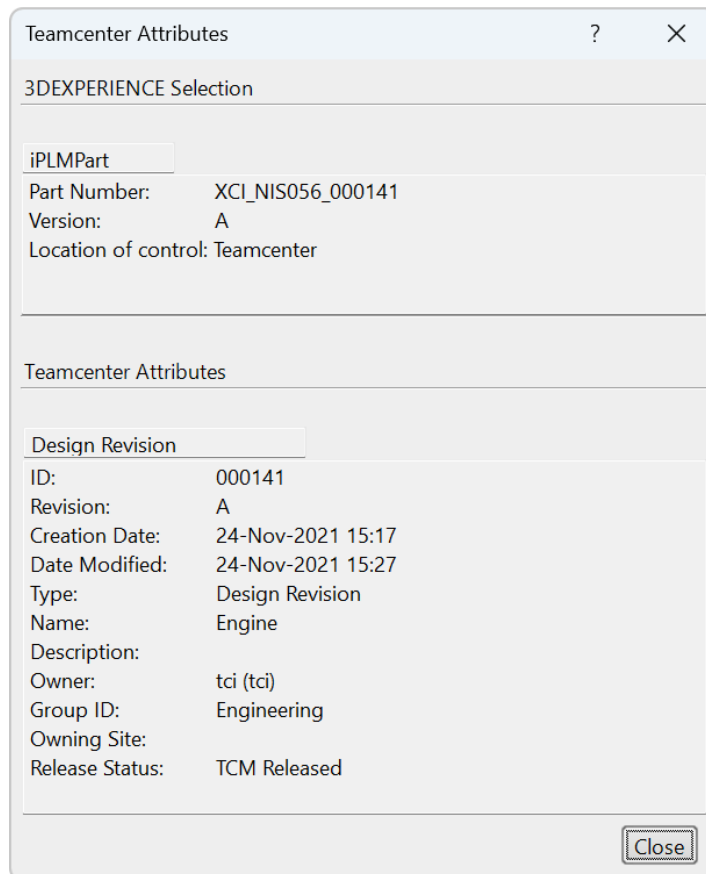 Teamcenter Attributes ? ✕
3DEXPERIENCE Selection
iPLMPart
Part Number: XCI_NIS056_000141
Version: A
Location of control: Teamcenter
Teamcenter Attributes
Design Revision
ID: 000141
Revision: A
Creation Date: 24-Nov-2021 15:17
Date Modified: 24-Nov-2021 15:27
Type: Design Revision
Name: Engine
Description:
Owner: tci (tci)
Group ID: Engineering
Owning Site:
Release Status: TCM Released
Close